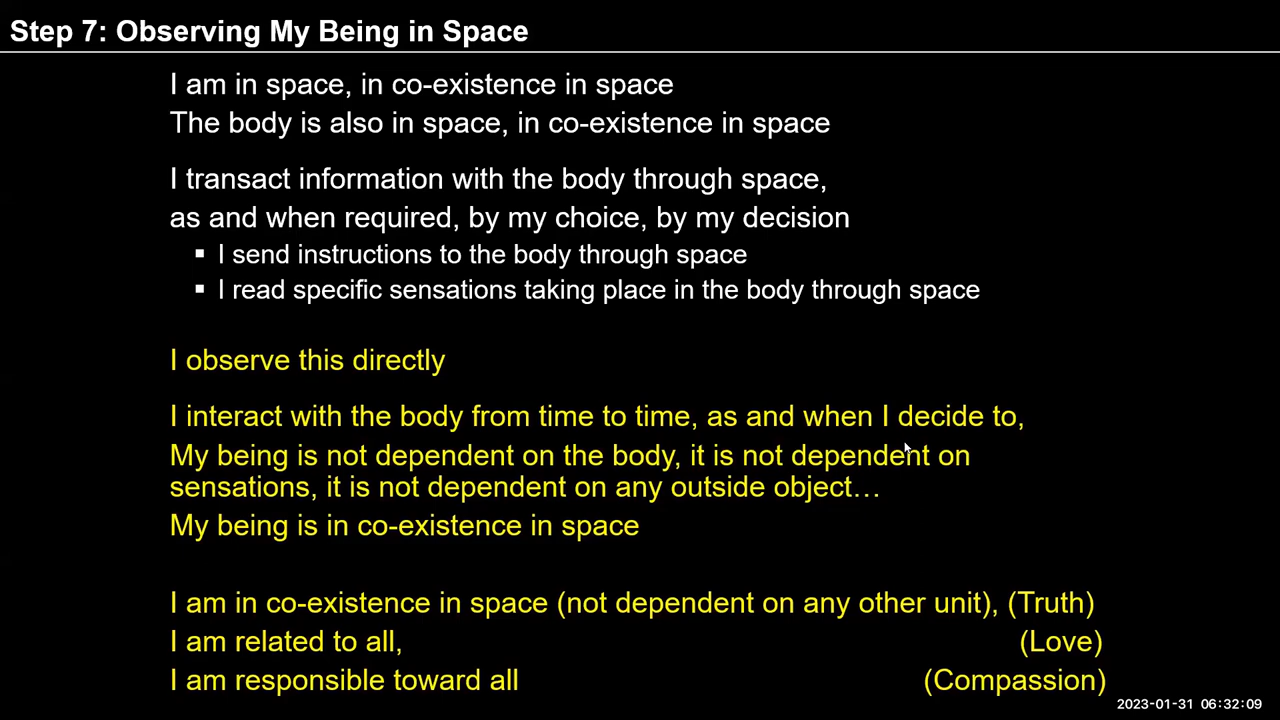 Step 7: Observing My Being in Space
I am in space, in co-existence in space
The body is also in space, in co-existence in space
I transact information with the body through space,
as and when required, by my choice, by my decision
▪ I send instructions to the body through space
▪ I read specific sensations taking place in the body through space
I observe this directly
I interact with the body from time to time, as and when I decide to,
My being is not dependent on the body, it is not dependent on
sensations, it is not dependent on any outside object…
My being is in co-existence in space
I am in co-existence in space (not dependent on any other unit), (Truth)
I am related to all, (Love)
I am responsible toward all (Compassion)
2023-01-31 06:32:09